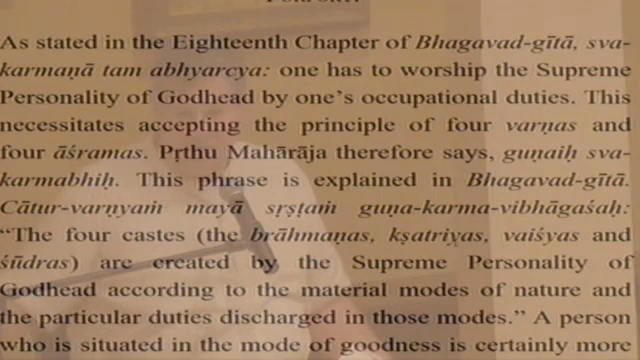 As stated in the Eighteenth Chapter of Bhagavad-gītā, sva-
karmaṇā tam abhyarcya: one has to worship the Supreme
Personality of Godhead by one's occupational duties. This
necessitates accepting the principle of four varṇas and
four āśramas. Pṛthu Mahārāja therefore says, guṇaiḥ sva-
karmabhiḥ. This phrase is explained in Bhagavad-gītā.
Cātur-varṇyaṁ mayā sṛṣṭaṁ guṇa-karma-vibhāgaśaḥ:
"The four castes (the brāhmaṇas, kṣatriyas, vaiśyas and
śūdras) are created by the Supreme Personality of
Godhead according to the material modes of nature and
the particular duties discharged in those modes." A person
who is situated in the mode of goodness is certainly more